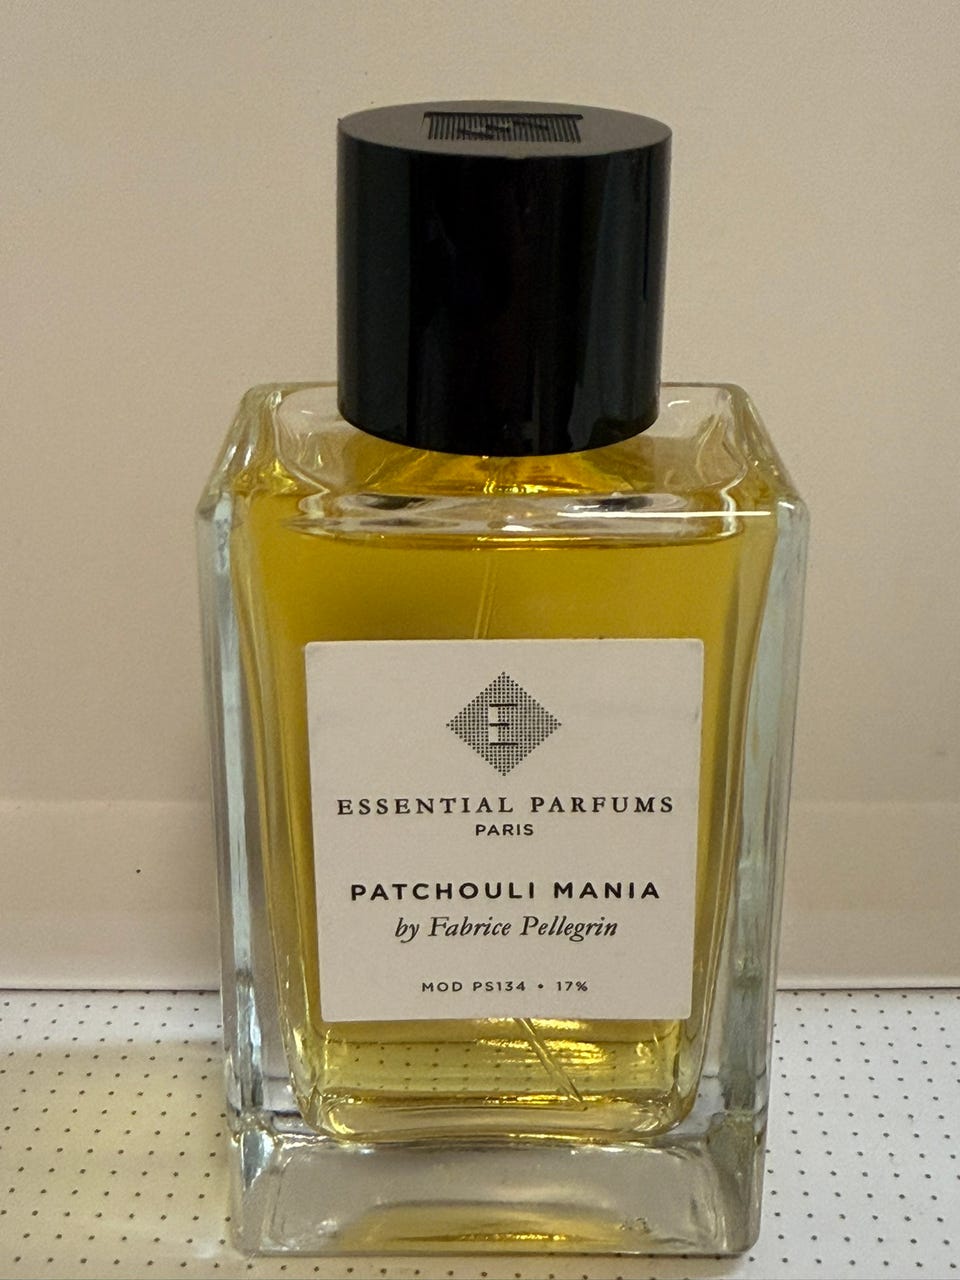 E
ESSENTIAL PARFUMS
PARIS
PATCHOULI MANIA
by Fabrice Pellegrin
MOD PS134 • 17%